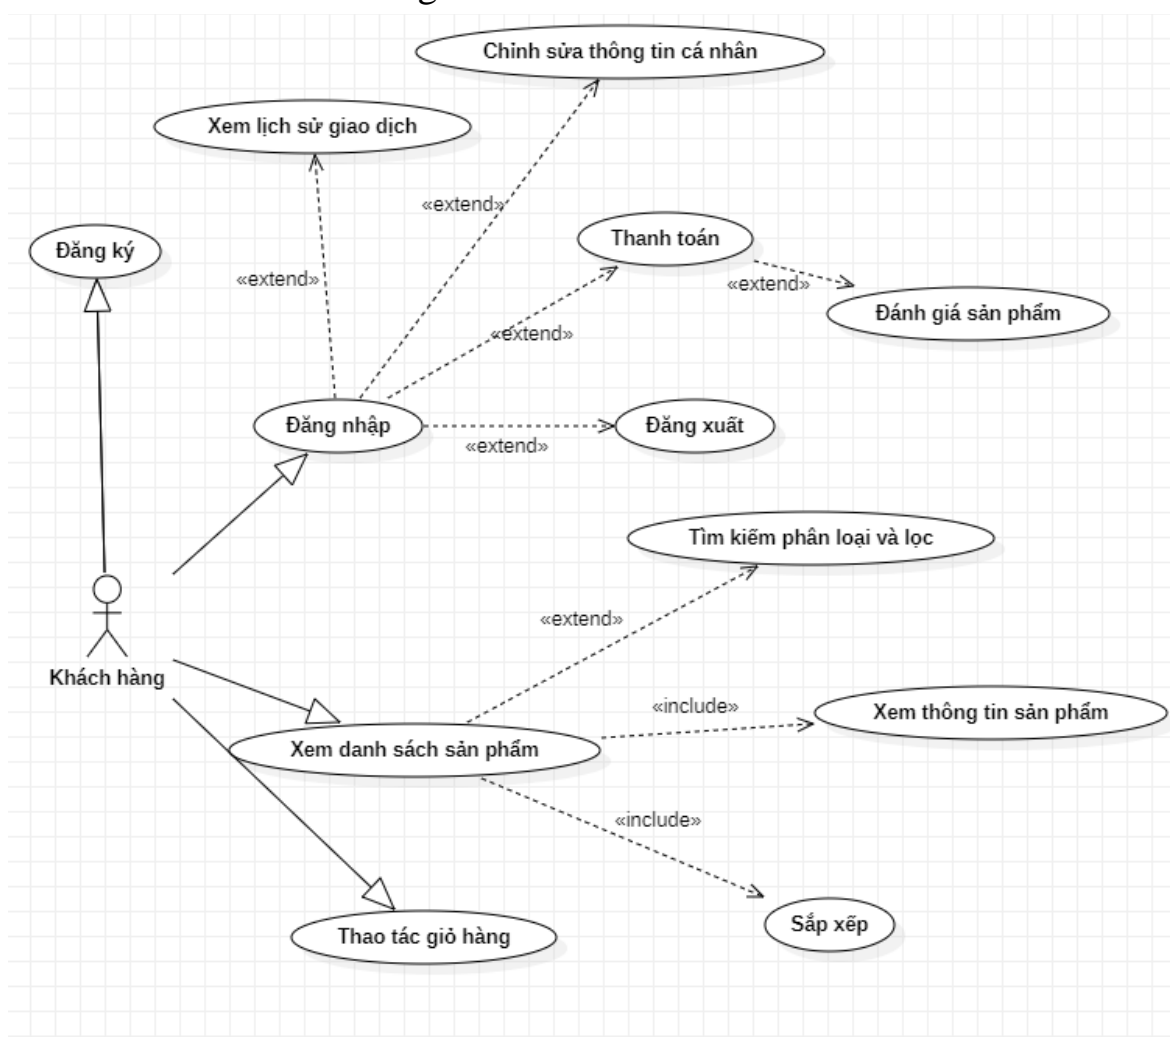 Chỉnh sửa thông tin cá nhân
Xem lịch sử giao dịch
«extend»
Thanh toán
Đăng ký
«extend»
«extend»
Đánh giá sản phẩm
«extend»
Đăng nhập
Đăng xuất
«extend»
Tìm kiếm phân loại và lọc
«extend»
Khách hàng
«include»
Xem thông tin sản phẩm
Xem danh sách sản phẩm
«include»
Sắp xếp
Thao tác giỏ hàng